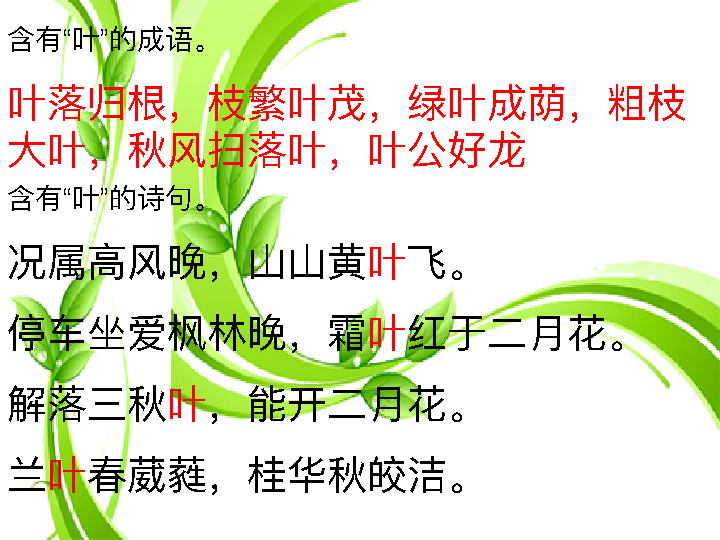 含有“叶”的成语。
叶落归根，枝繁叶茂，绿叶成荫，粗枝
大叶，秋风扫落叶，叶公好龙
含有“叶”的诗句。
况属高风晚，山山黄叶飞。
停车坐爱枫林晚，霜叶红于二月花。
解落三秋叶，能开二月花。
兰叶春葳蕤，桂华秋皎洁。